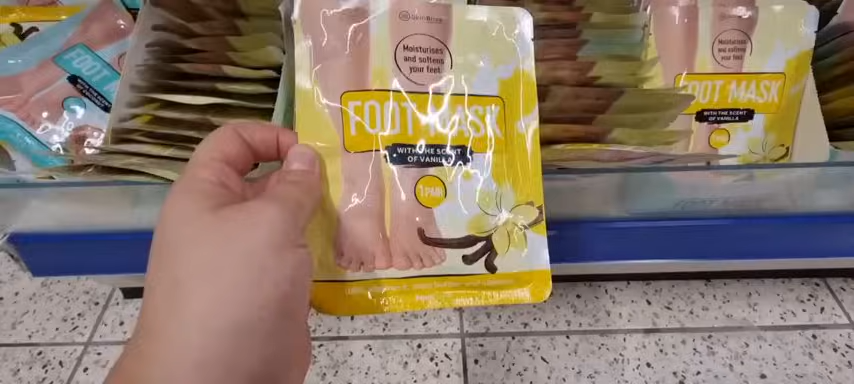 Moisturises
and softens
your feet
FOOT MASK
WITH THE SCENT
OF VANILLA
1 PAIR
FOOT
Moisturises
and softens
your feet
FOOT MASK
WITH THE SCENT
OF VANILLA